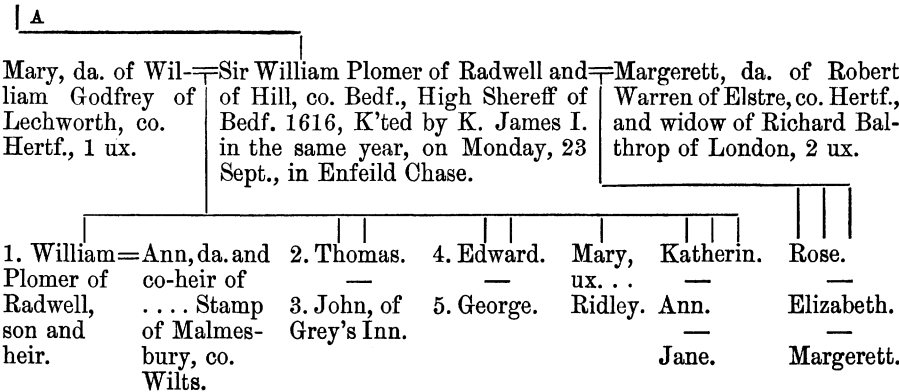 A
Mary, da. of Wil-
liam Godfrey of
Lechworth, co.
Hertf., 1 ux.
Sir William Plomer of Radwell and
of Hill, co. Bedf., High Shereff of
Bedf. 1616, K'ted by K. James I.
in the same year, on Monday, 23
Sept., in Enfeild Chase.
Margerett, da. of Robert
Warren of Elstre, co. Hertf.,
and widow of Richard Bal-
throp of London, 2 ux.
1. William
Plomer of
Radwell,
son and
heir.
Ann, da. and
co-heir of
.... Stamp
of Malmes-
bury, co.
Wilts.
2. Thomas.
3. John, of
Grey's Inn.
4. Edward.
5. George.
Mary,
ux...
Ridley.
Katherin.
Ann.
Jane.
Rose.
Elizabeth.
Margerett.